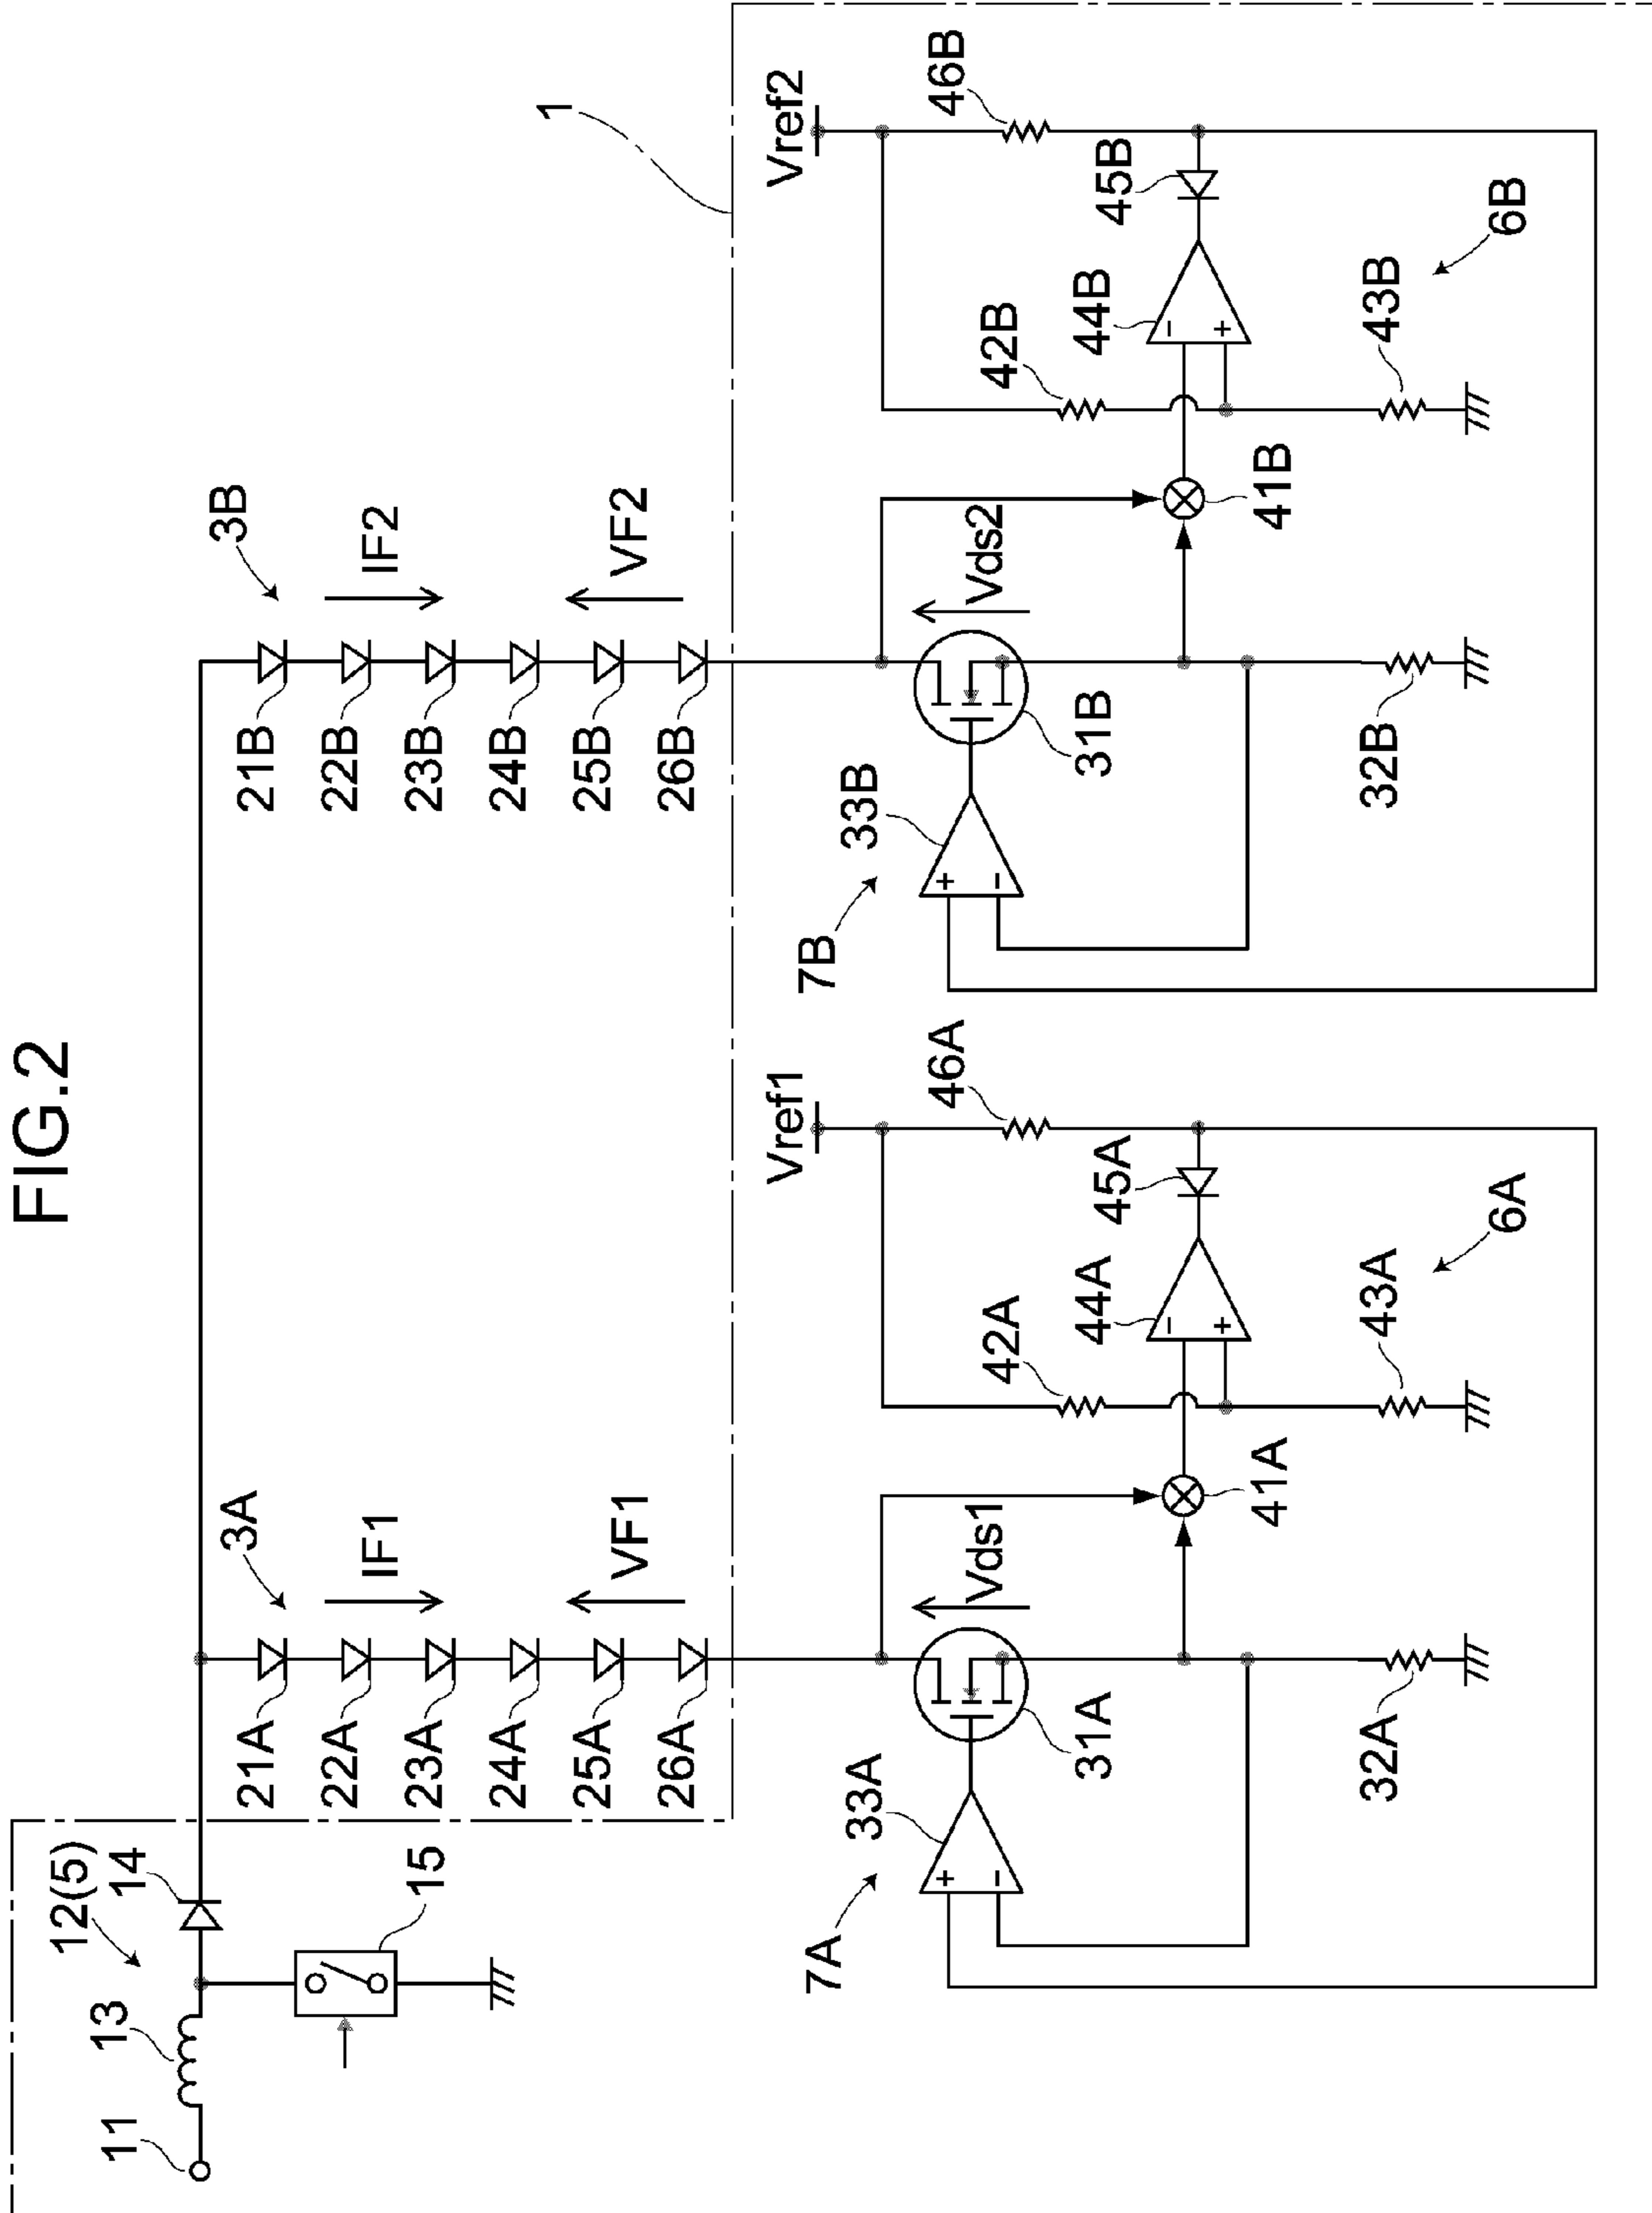 FIG.2
12(5)
11
13
14
15
1
3A
IF1
VF1
21A
22A
23A
24A
25A
26A
3B
IF2
VF2
21B
22B
23B
24B
25B
26B
7A
33A
+
-
31A
Vds1
32A
41A
Vref1
42A
44A
-
+
43A
45A
46A
6A
7B
33B
+
-
31B
Vds2
32B
41B
Vref2
42B
44B
-
+
43B
45B
46B
6B